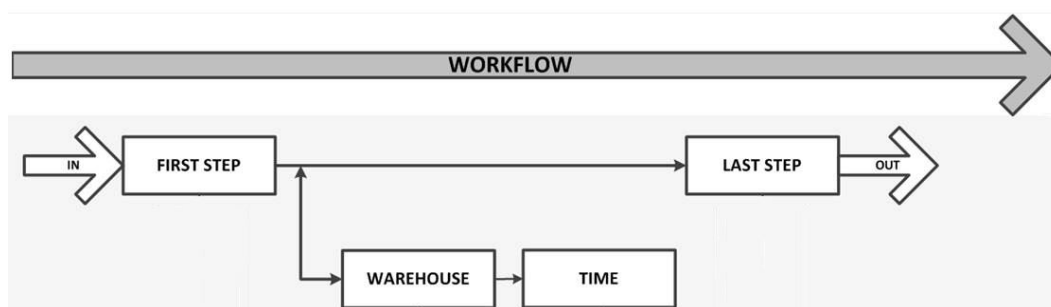 WORKFLOW
IN
FIRST STEP
LAST STEP
OUT
WAREHOUSE
TIME